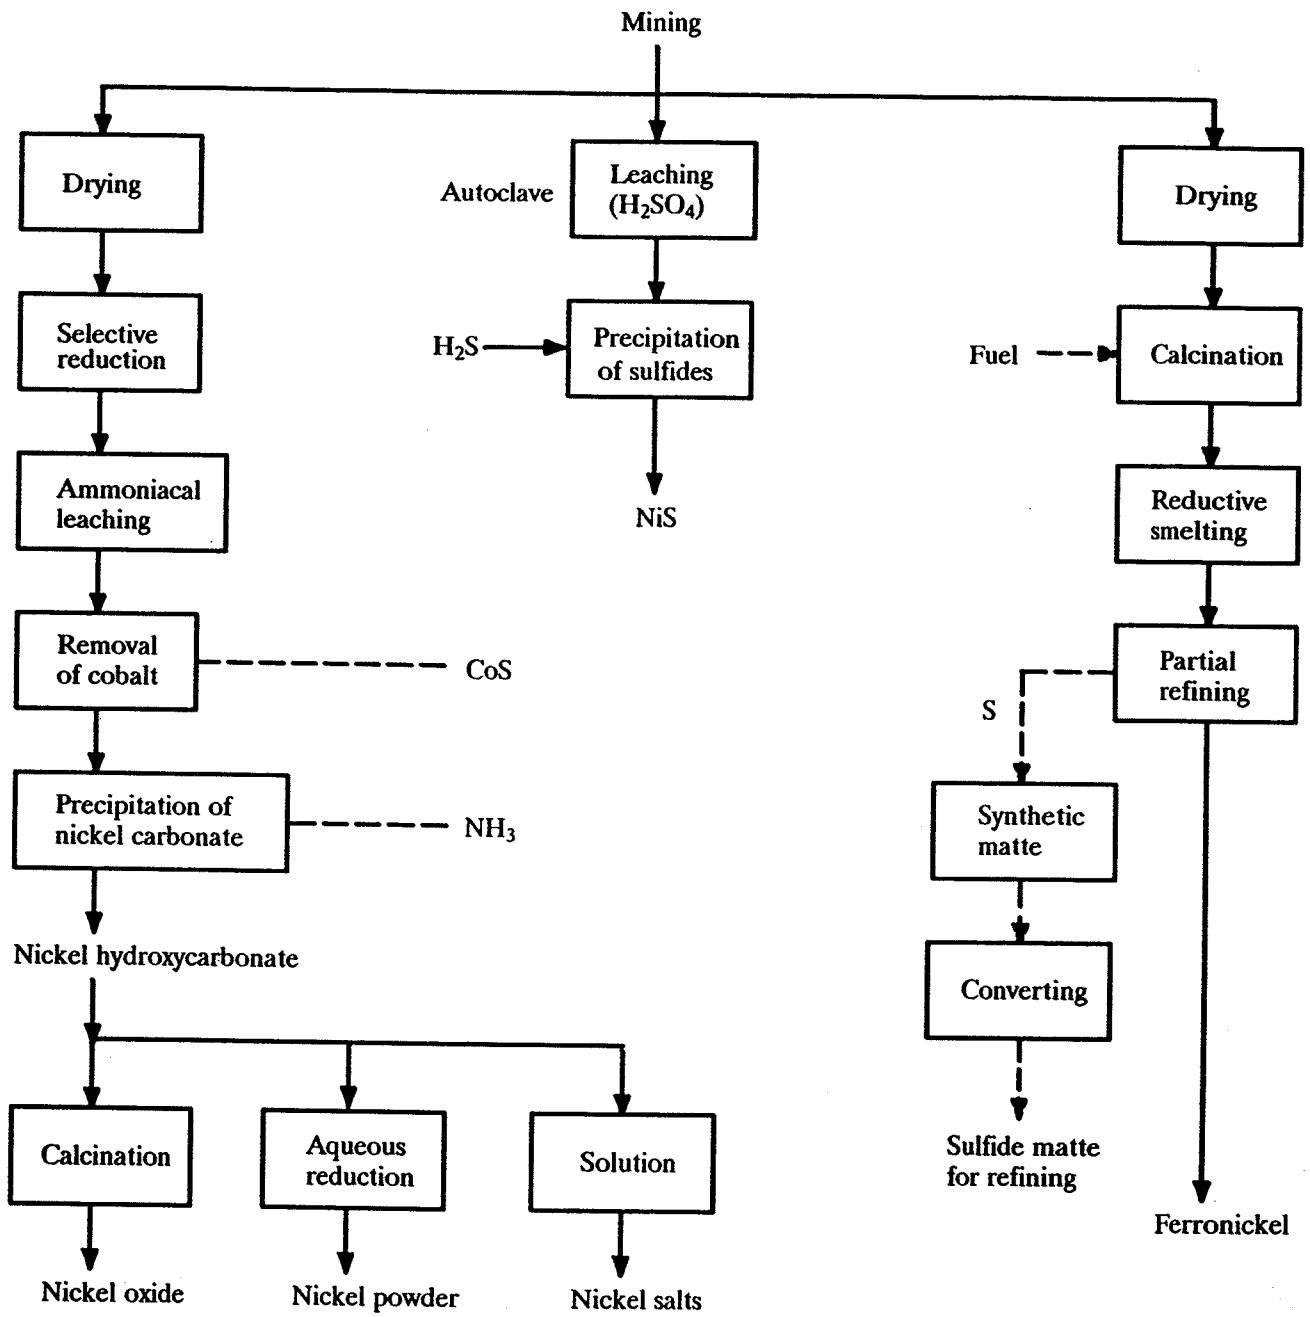 Mining
Drying
Autoclave
Leaching
(H₂SO₄)
Drying
Selective
reduction
H₂S
Precipitation
of sulfides
Fuel
Calcination
Ammoniacal
leaching
NiS
Reductive
smelting
Removal
of cobalt
CoS
Partial
refining
S
Precipitation of
nickel carbonate
NH₃
Synthetic
matte
Nickel hydroxycarbonate
Converting
Calcination
Aqueous
reduction
Solution
Sulfide matte
for refining
Ferronickel
Nickel oxide
Nickel powder
Nickel salts